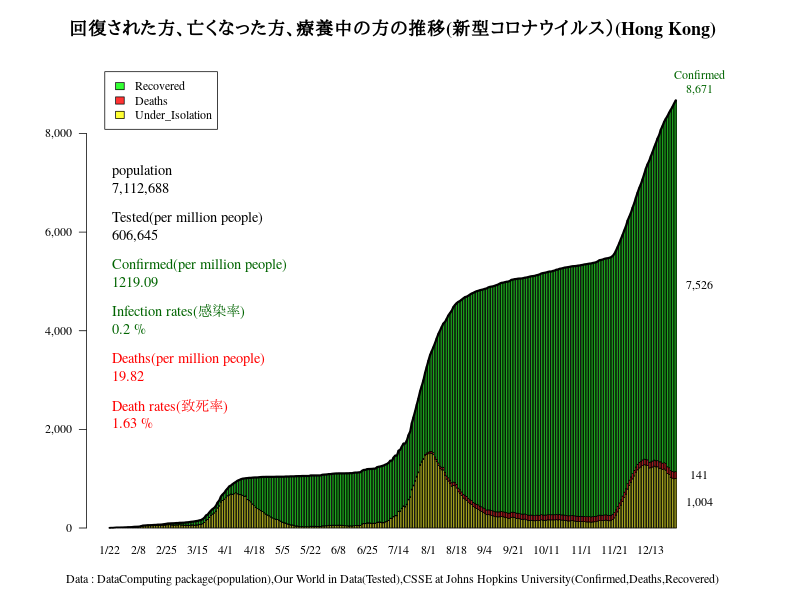 回復された方、亡くなった方、療養中の方の推移(新型コロナウイルス）(Hong Kong)
Confirmed
8,671
Recovered
Deaths
Under_Isolation
8,000
6,000
4,000
2,000
0
population
7,112,688
Tested(per million people)
606,645
Confirmed(per million people)
1219.09
Infection rates(感染率)
0.2 %
Deaths(per million people)
19.82
Death rates(致死率)
1.63 %
7,526
141
1,004
1/22 2/8 2/25 3/15 4/1 4/18 5/5 5/22 6/8 6/25 7/14 8/1 8/18 9/4 9/21 10/11 11/1 11/21 12/13
Data : DataComputing package(population),Our World in Data(Tested),CSSE at Johns Hopkins University(Confirmed,Deaths,Recovered)